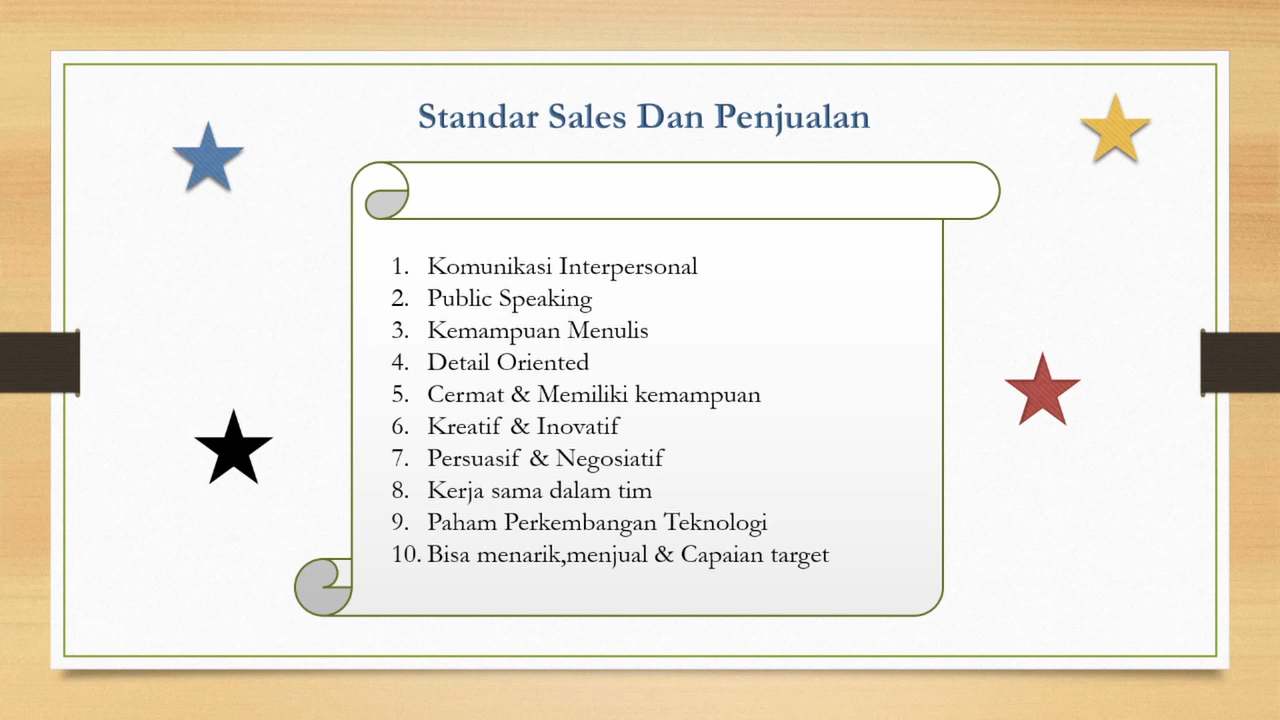 Standar Sales Dan Penjualan
1. Komunikasi Interpersonal
2. Public Speaking
3. Kemampuan Menulis
4. Detail Oriented
5. Cermat & Memiliki kemampuan
6. Kreatif & Inovatif
7. Persuasif & Negosiatif
8. Kerja sama dalam tim
9. Paham Perkembangan Teknologi
10. Bisa menarik,menjual & Capaian target